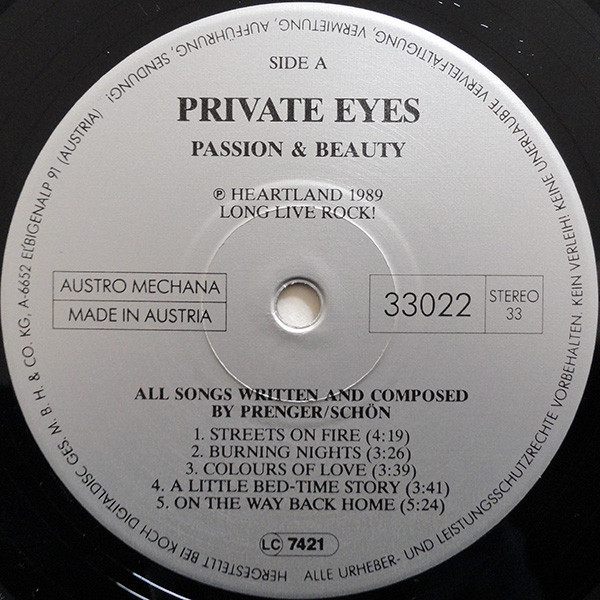 SIDE A
PRIVATE EYES
PASSION & BEAUTY
℗ HEARTLAND 1989
LONG LIVE ROCK!
AUSTRO MECHANA
MADE IN AUSTRIA
33022
STEREO
33
ALL SONGS WRITTEN AND COMPOSED
BY PRENGER/SCHÖN
1. STREETS ON FIRE (4:19)
2. BURNING NIGHTS (3:26)
3. COLOURS OF LOVE (3:39)
4. A LITTLE BED-TIME STORY (3:41)
5. ON THE WAY BACK HOME (5:24)
LC 7421
HERGESTELLT BEI KOCH DIGITALDISC GES. M. B. H. & CO. KG, A-6652 ELBIGENALP 91 (AUSTRIA)
ALLE URHEBER- UND LEISTUNGSSCHUTZRECHTE VORBEHALTEN. KEIN VERLEIH! KEINE UNERLAUBTE VERVIELFÄLTIGUNG, VERMIETUNG, AUFFÜHRUNG, SENDUNG!